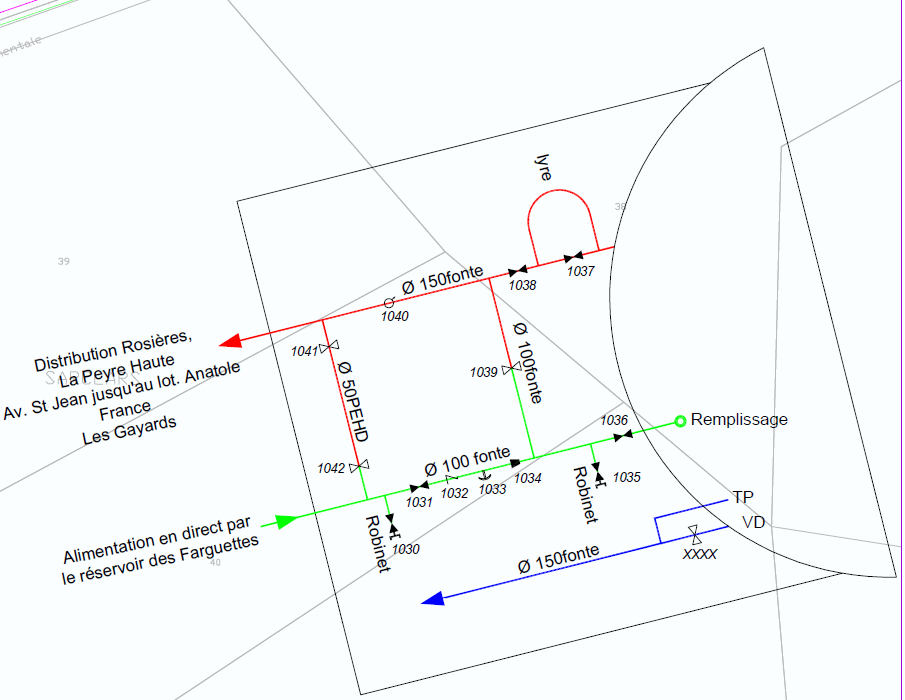 mentale
lyre
38
39
1037
1038
Ø 150fonte
1040
Distribution Rosières,
La Peyre Haute
Av. St Jean jusqu'au lot. Anatole
France
Les Gayards
1041
Ø 50PEHD
1039
Ø 100fonte
1036
Remplissage
1042
Ø 100 fonte
1031
1032
1033
1034
Robinet
1035
TP
VD
XXXX
Alimentation en direct par
le réservoir des Farguettes
40
Robinet
1030
Ø 150fonte